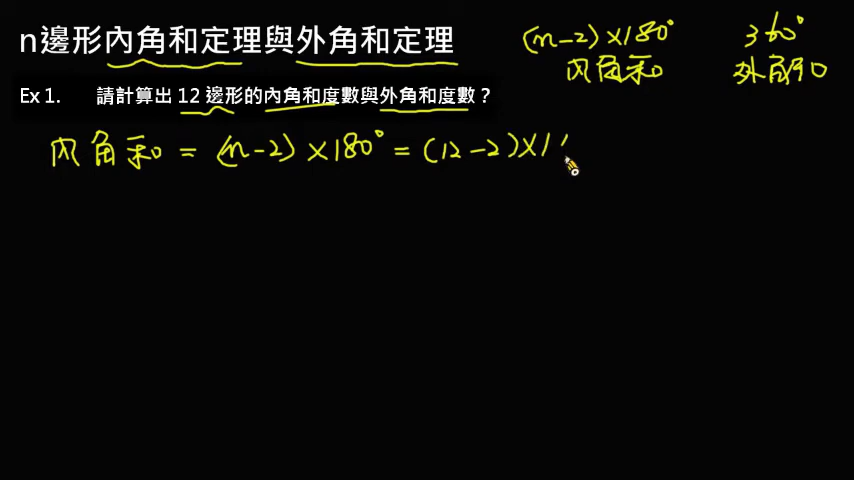 n邊形內角和定理與外角和定理
(n-2)×180° 360°
內角和 外角和
Ex 1. 請計算出 12 邊形的內角和度數與外角和度數？
內角和 = (n-2)×180° = (12-2)×1